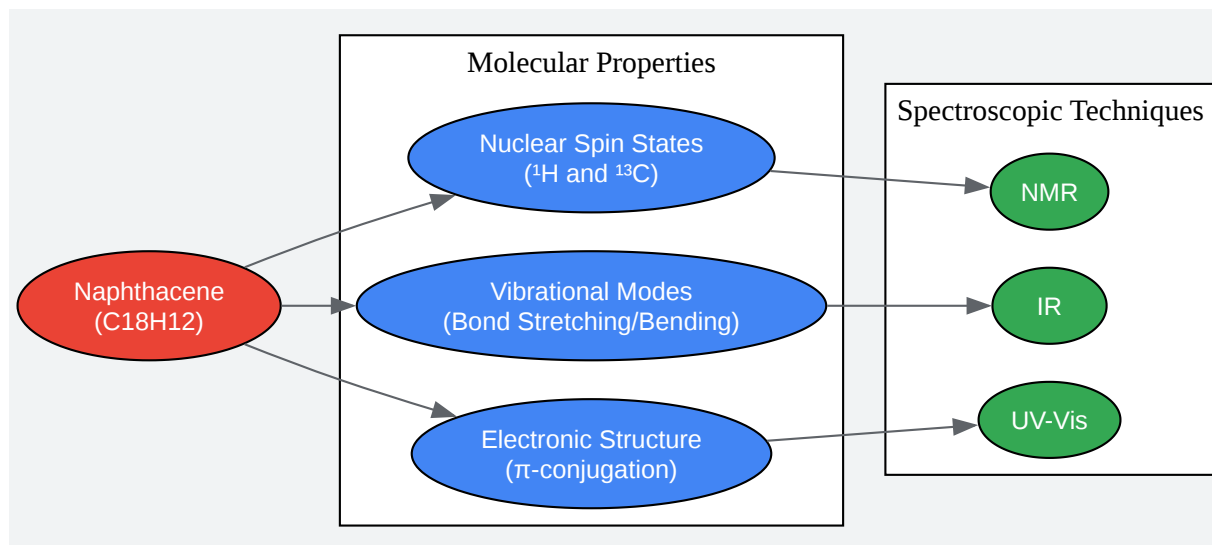 Molecular Properties
Spectroscopic Techniques
Nuclear Spin States
(¹H and ¹³C)
NMR
Naphthacene
(C18H12)
Vibrational Modes
(Bond Stretching/Bending)
IR
Electronic Structure
(π-conjugation)
UV-Vis